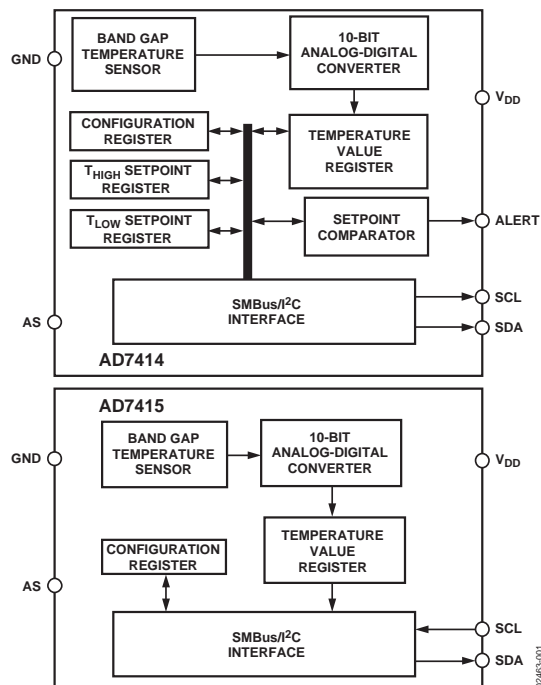 BAND GAP
TEMPERATURE
SENSOR
10-BIT
ANALOG-DIGITAL
CONVERTER
GND
VDD
CONFIGURATION
REGISTER
TEMPERATURE
VALUE
REGISTER
THIGH SETPOINT
REGISTER
TLOW SETPOINT
REGISTER
SETPOINT
COMPARATOR
ALERT
SMBus/I2C
INTERFACE
SCL
SDA
AS
AD7414
AD7415
BAND GAP
TEMPERATURE
SENSOR
10-BIT
ANALOG-DIGITAL
CONVERTER
GND
VDD
CONFIGURATION
REGISTER
TEMPERATURE
VALUE
REGISTER
AS
SMBus/I2C
INTERFACE
SCL
SDA
02463-001